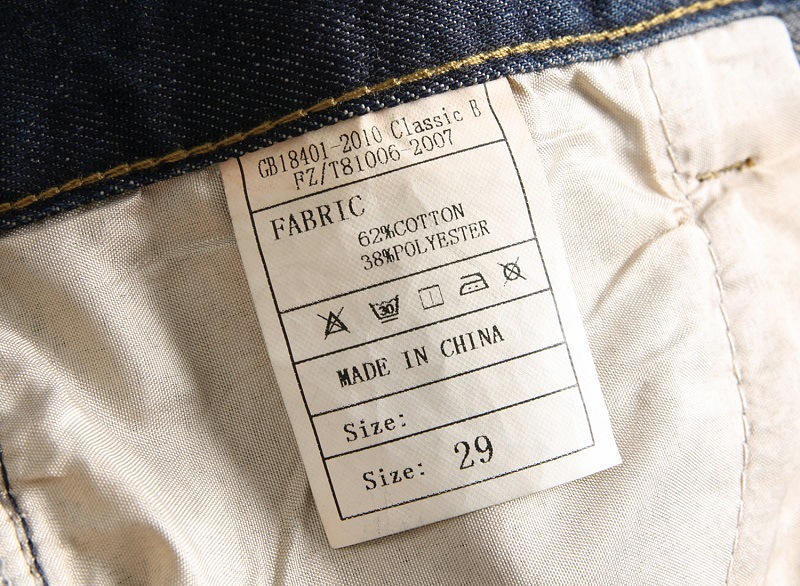 GB18401-2010 Classic B
FZ/T81006-2007
FABRIC
62%COTTON
38%POLYESTER
30
MADE IN CHINA
Size:
Size: 29